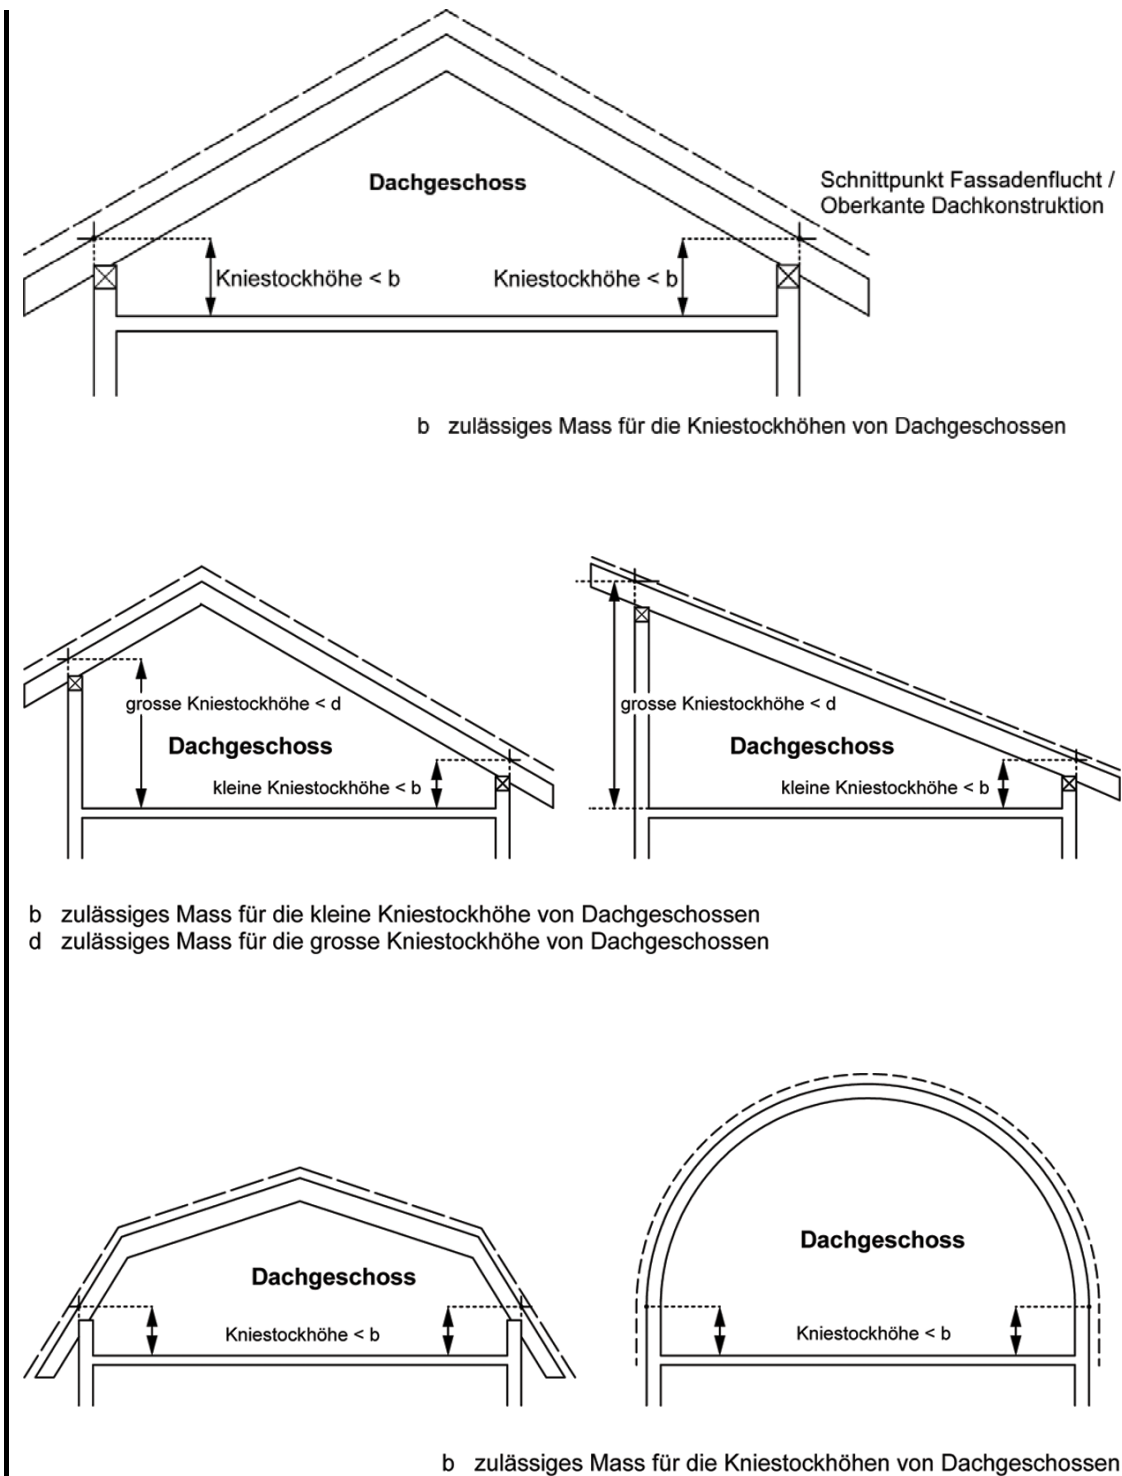 Dachgeschoss
Schnittpunkt Fassadenflucht /
Oberkante Dachkonstruktion
Kniestockhöhe < b
Kniestockhöhe < b
b zulässiges Mass für die Kniestockhöhen von Dachgeschossen
grosse Kniestockhöhe < d
Dachgeschoss
kleine Kniestockhöhe < b
grosse Kniestockhöhe < d
Dachgeschoss
kleine Kniestockhöhe < b
b zulässiges Mass für die kleine Kniestockhöhe von Dachgeschossen
d zulässiges Mass für die grosse Kniestockhöhe von Dachgeschossen
Dachgeschoss
Kniestockhöhe < b
Dachgeschoss
Kniestockhöhe < b
b zulässiges Mass für die Kniestockhöhen von Dachgeschossen